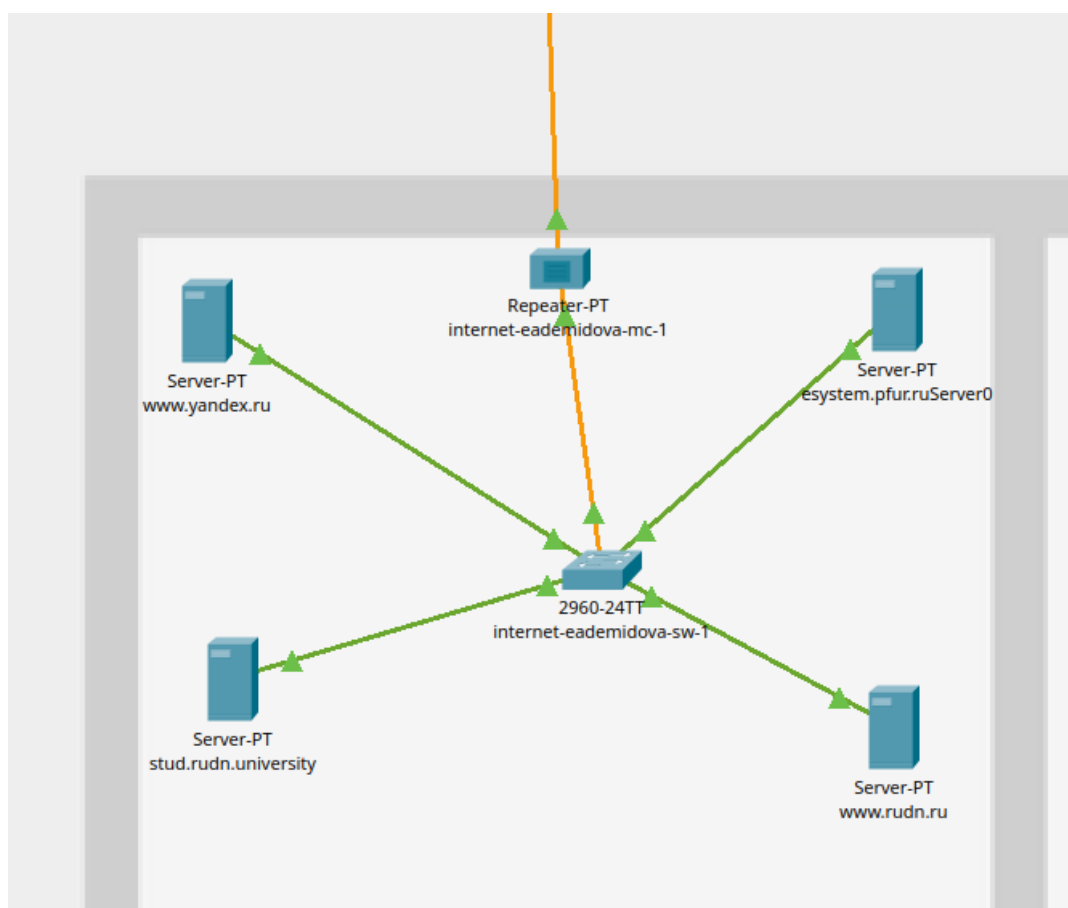 Repeater-PT
internet-eademidova-mc-1
Server-PT
www.yandex.ru
Server-PT
esystem.pfur.ruServer0
2960-24TT
internet-eademidova-sw-1
Server-PT
stud.rudn.university
Server-PT
www.rudn.ru